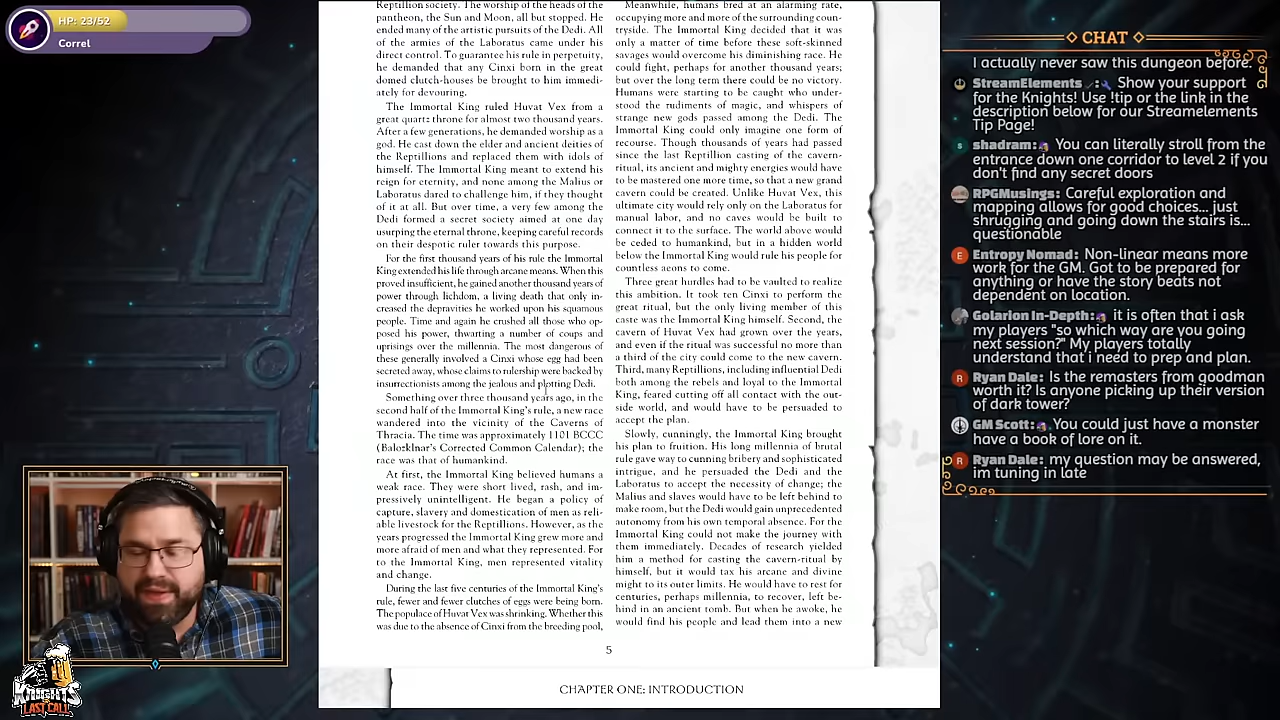 HP: 23/52
Correl
Reptillion society. The worship of the heads of the
pantheon, the Sun and Moon, all but stopped. He
ended many of the artistic pursuits of the Dedi. All
of the armies of the Laboratus came under his
direct control. To guarantee his rule in perpetuity,
he demanded that any Cinxi born in the great
domed clutch-houses be brought to him immedi-
ately for devouring.
The Immortal King ruled Huvat Vex from a
great quartz throne for almost two thousand years.
After a few generations, he demanded worship as a
god. He cast down the elder and ancient deities of
the Reptillions and replaced them with idols of
himself. The Immortal King meant to extend his
reign for eternity, and none among the Malius or
Laboratus dared to challenge him, if they thought
of it at all. But over time, a very few among the
Dedi formed a secret society aimed at one day
usurping the eternal throne, keeping careful records
on their despotic ruler towards this purpose.
For the first thousand years of his rule the Immortal
King extended his life through arcane means. When this
proved insufficient, he gained another thousand years of
power through lichdom, a living death that only in-
creased the depravities he worked upon his squamous
people. Time and again he crushed all those who op-
posed his power, thwarting a number of coups and
uprisings over the millennia. The most dangerous of
these generally involved a Cinxi whose egg had been
secreted away, whose claims to rulership were backed by
insurrectionists among the jealous and plotting Dedi.
Something over three thousand years ago, in the
second half of the Immortal King's rule, a new race
wandered into the vicinity of the Caverns of
Thracia. The time was approximately 1101 BCCC
(Balozklnar's Corrected Common Calendar); the
race was that of humankind.
At first, the Immortal King believed humans a
weak race. They were short lived, rash, and im-
pressively unintelligent. He began a policy of
capture, slavery and domestication of men as reli-
able livestock for the Reptillions. However, as the
years progressed the Immortal King grew more and
more afraid of men and what they represented. For
to the Immortal King, men represented vitality
and change.
During the last five centuries of the Immortal King's
rule, fewer and fewer clutches of eggs were being born.
The populace of Huvat Vex was shrinking. Whether this
was due to the absence of Cinxi from the breeding pool,
Meanwhile, humans bred at an alarming rate,
occupying more and more of the surrounding coun-
tryside. The Immortal King decided that it was
only a matter of time before these soft-skinned
savages would overcome his diminishing race. He
could fight, perhaps for another thousand years;
but over the long term there could be no victory.
Humans were starting to be caught who under-
stood the rudiments of magic, and whispers of
strange new gods passed among the Dedi. The
Immortal King could only imagine one form of
recourse. Though thousands of years had passed
since the last Reptillion casting of the cavern-
ritual, its ancient and mighty energies would have
to be mastered one more time, so that a new grand
cavern could be created. Unlike Huvat Vex, this
ultimate city would rely only on the Laboratus for
manual labor, and no caves would be built to
connect it to the surface. The world above would
be ceded to humankind, but in a hidden world
below the Immortal King would rule his people for
countless aeons to come.
Three great hurdles had to be vaulted to realize
this ambition. It took ten Cinxi to perform the
great ritual, but the only living member of this
caste was the Immortal King himself. Second, the
cavern of Huvat Vex had grown over the years,
and even if the ritual was successful no more than
a third of the city could come to the new cavern.
Third, many Reptillions, including influential Dedi
both among the rebels and loyal to the Immortal
King, feared cutting off all contact with the out-
side world, and would have to be persuaded to
accept the plan.
Slowly, cunningly, the Immortal King brought
his plan to fruition. His long millennia of brutal
rule gave way to cunning bribery and sophisticated
intrigue, and he persuaded the Dedi and the
Laboratus to accept the necessity of change; the
Malius and slaves would have to be left behind to
make room, but the Dedi would gain unprecedented
autonomy from his own temporal absence. For the
Immortal King could not make the journey with
them immediately. Decades of research yielded
him a method for casting the cavern-ritual by
himself, but it would tax his arcane and divine
might to its outer limits. He would have to rest for
centuries, perhaps millennia, to recover, left be-
hind in an ancient tomb. But when he awoke, he
would find his people and lead them into a new
5
CHAPTER ONE: INTRODUCTION
CHAT
I actually never saw this dungeon before.
StreamElements: Show your support
for the Knights! Use !tip or the link in the
description below for our Streamelements
Tip Page!
shadram: You can literally stroll from the
entrance down one corridor to level 2 if you
don't find any secret doors
RPGMusings: Careful exploration and
mapping allows for good choices... just
shrugging and going down the stairs is...
questionable
Entropy Nomad: Non-linear means more
work for the GM. Got to be prepared for
anything or have the story beats not
dependent on location.
Golarion In-Depth: it is often that i ask
my players "so which way are you going
next session?" My players totally
understand that i need to prep and plan.
Ryan Dale: Is the remasters from goodman
worth it? Is anyone picking up their version
of dark tower?
GM Scott: You could just have a monster
have a book of lore on it.
Ryan Dale: my question may be answered,
im tuning in late
KNIGHTS
OF
LAST CALL